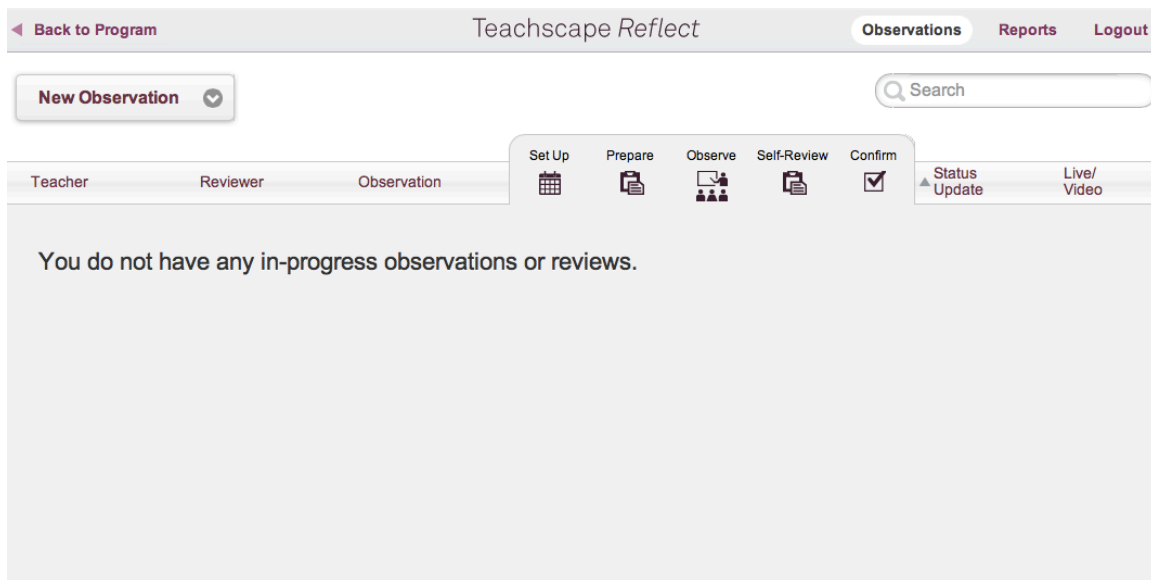 Back to Program
Teachscape Reflect
Observations
Reports
Logout
New Observation
Search
Set Up
Prepare
Observe
Self-Review
Confirm
Teacher
Reviewer
Observation
Status
Update
Live/
Video
You do not have any in-progress observations or reviews.